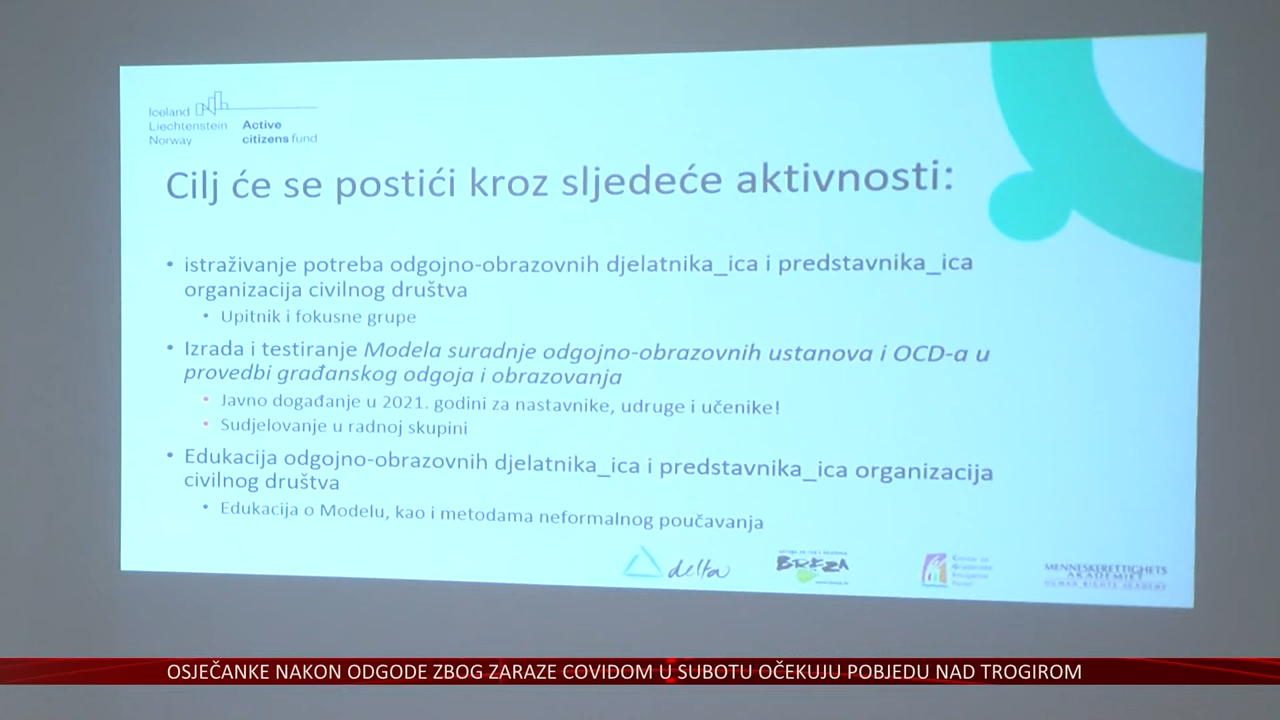 Iceland
Liechtenstein
Norway
Active
citizens fund
Cilj će se postići kroz sljedeće aktivnosti:
• istraživanje potreba odgojno-obrazovnih djelatnika_ica i predstavnika_ica
organizacija civilnog društva
• Upitnik i fokusne grupe
• Izrada i testiranje Modela suradnje odgojno-obrazovnih ustanova i OCD-a u
provedbi građanskog odgoja i obrazovanja
• Javno događanje u 2021. godini za nastavnike, udruge i učenike!
• Sudjelovanje u radnoj skupini
• Edukacija odgojno-obrazovnih djelatnika_ica i predstavnika_ica organizacija
civilnog društva
• Edukacija o Modelu, kao i metodama neformalnog poučavanja
delta
BREZA
MENNESKERETTIGHETS
AKADEMIET
HUMAN RIGHTS ACADEMY
OSJEČANKE NAKON ODGODE ZBOG ZARAZE COVIDOM U SUBOTU OČEKUJU POBJEDU NAD TROGIROM